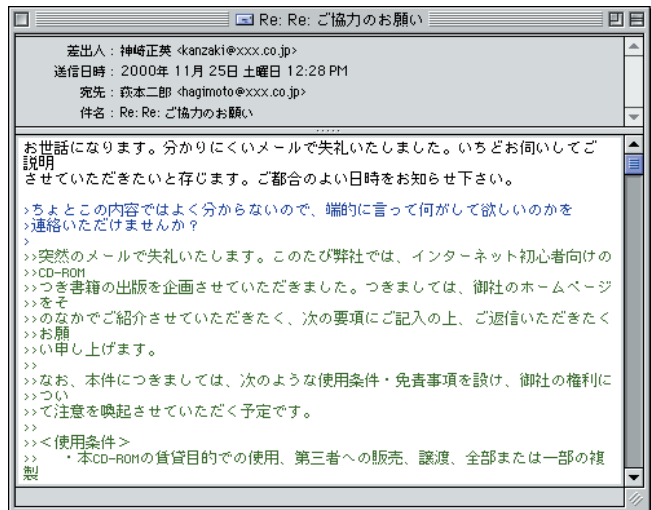 Re: Re: ご協力のお願い
差出人：神崎正英 <kanzaki@xxx.co.jp>
送信日時：2000年 11月 25日 土曜日 12:28 PM
宛先：萩本二郎 <hagimoto@xxx.co.jp>
件名：Re: Re: ご協力のお願い
お世話になります。分かりにくいメールで失礼いたしました。いちどお伺いしてご
説明
させていただきたいと存じます。ご都合のよい日時をお知らせ下さい。
>ちょとこの内容ではよく分からないので、端的に言って何がして欲しいのかを
>連絡いただけませんか？
>
>>突然のメールで失礼いたします。このたび弊社では、インターネット初心者向けの
>>CD-ROM
>>つき書籍の出版を企画させていただきました。つきましては、御社のホームページ
>>をそ
>>のなかでご紹介させていただきたく、次の要項にご記入の上、ご返信いただきたく
>>お願
>>い申し上げます。
>>
>>なお、本件につきましては、次のような使用条件・免責事項を設け、御社の権利に
>>つい
>>て注意を喚起させていただく予定です。
>>
>><使用条件>
>>　・本CD-ROMの賃貸目的での使用、第三者への販売、譲渡、全部または一部の複
製